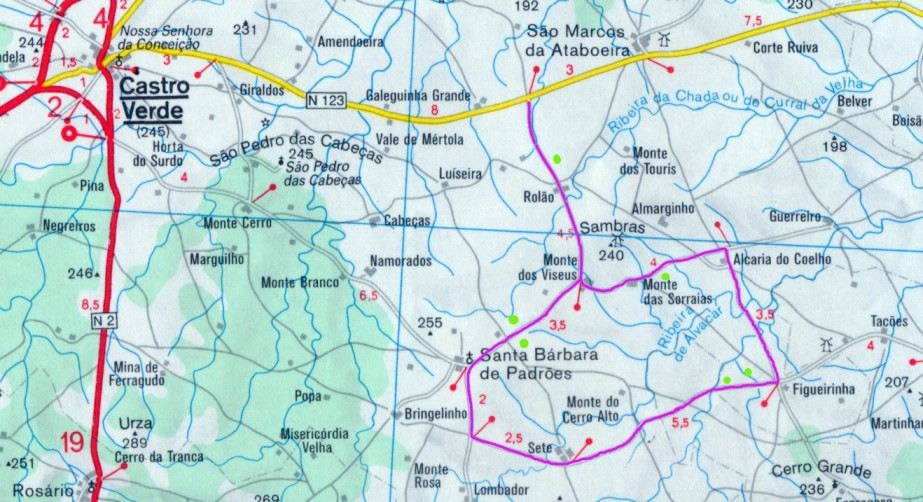 192
230
4
4
2
2
Nossa Senhora
da Conceição
231
São Marcos
da Ataboeira
7,5
Amendoeira
Corte Ruiva
244
dela
2
1,5
2
3
3
1
Castro
Verde
(245)
2
2
1
Giraldos
N 123
Galeguinha Grande
8
Ribeira da Chada ou do Curral da Velha
Belver
Boisã
Horta
do Surdo
São Pedro das Cabeças
245
São Pedro
das Cabeças
Vale de Mértola
Monte
dos Touris
198
4
Pina
Luíseira
Rolão
Almarginho
Negreiros
Monte Cerro
Cabeças
4,5
Sambras
240
Guerreiro
Marguilho
Namorados
Monte
dos Viseus
4
Alcaria do Coelho
246
Monte Branco
6,5
Monte
das Sorraias
8,5
N 2
255
3,5
Ribeira
de Alvacar
3,5
Tacões
4
Santa Bárbara
de Padrões
Mina de
Ferragudo
Popa
2
Monte do
Cerro Alto
Figueirinha
207
Bringelinho
Urza
289
Cerro da Tranca
19
Misericórdia
Velha
2,5
Sete
5,5
Martinha
251
Rosário
Monte
Rosa
Lombador
269
Cerro Grande
236